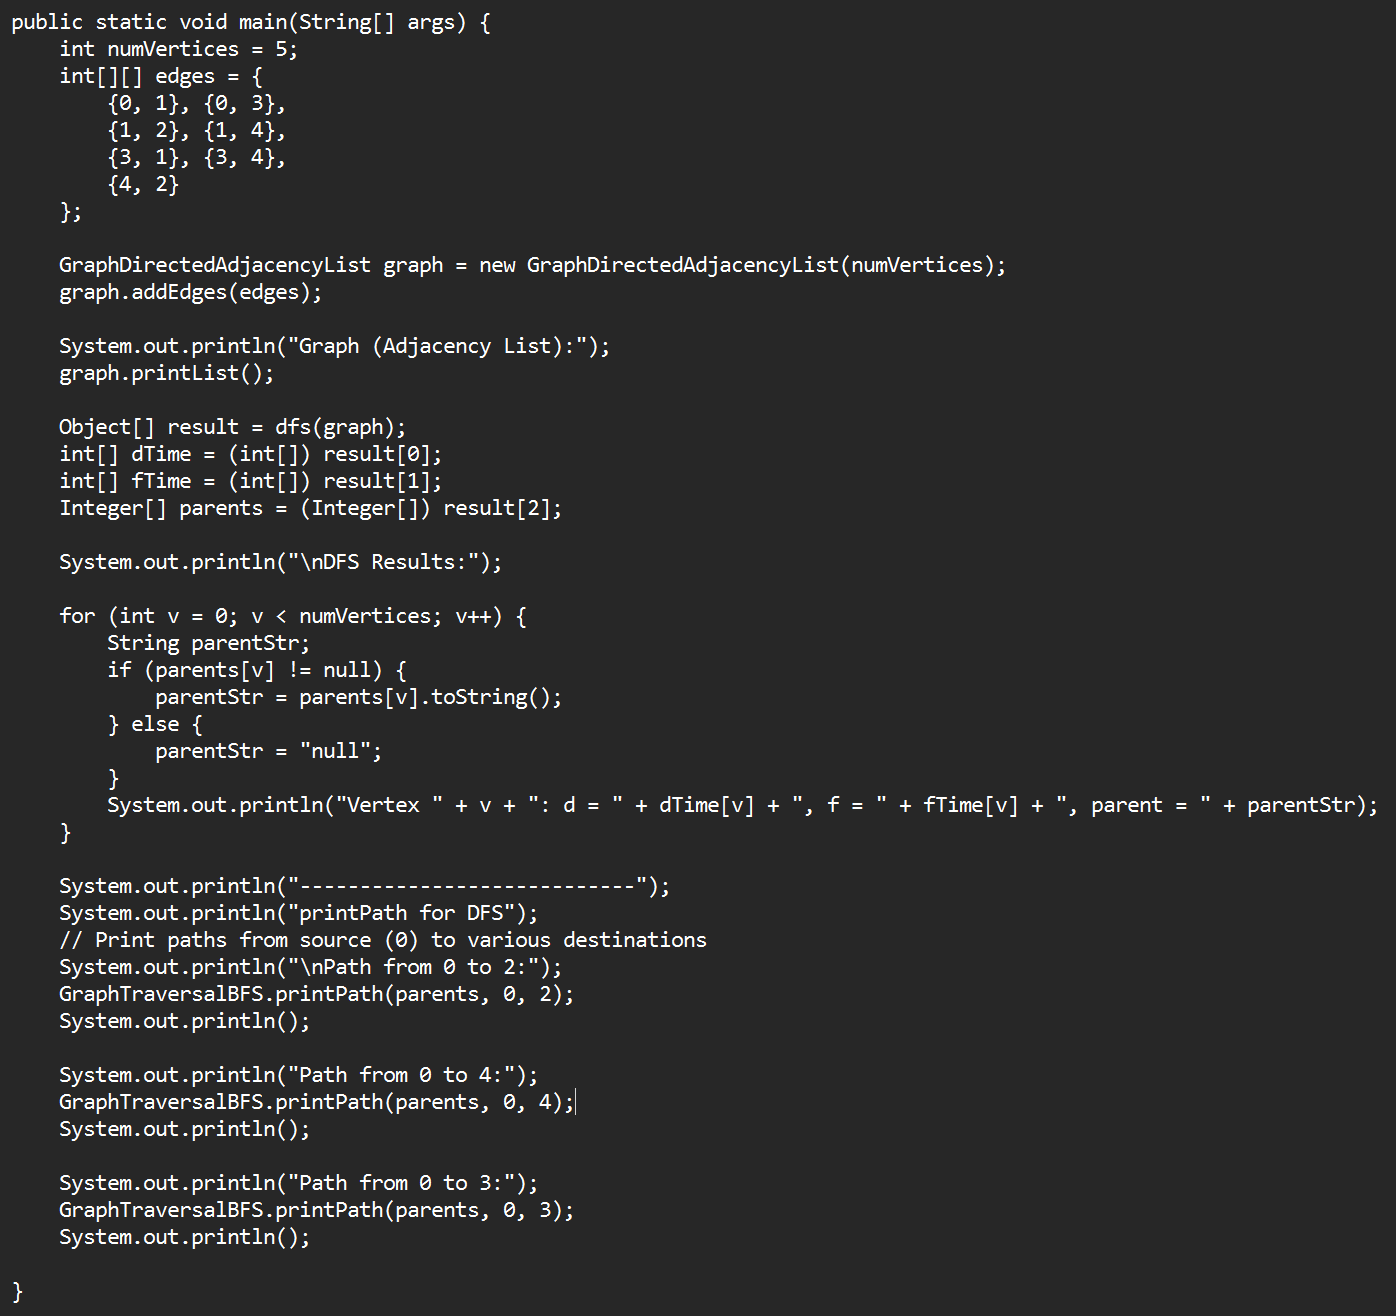 public static void main(String[] args) {
    int numVertices = 5;
    int[][] edges = {
        {0, 1}, {0, 3},
        {1, 2}, {1, 4},
        {3, 1}, {3, 4},
        {4, 2}
    };

    GraphDirectedAdjacencyList graph = new GraphDirectedAdjacencyList(numVertices);
    graph.addEdges(edges);

    System.out.println("Graph (Adjacency List):");
    graph.printList();

    Object[] result = dfs(graph);
    int[] dTime = (int[]) result[0];
    int[] fTime = (int[]) result[1];
    Integer[] parents = (Integer[]) result[2];

    System.out.println("\nDFS Results:");

    for (int v = 0; v < numVertices; v++) {
        String parentStr;
        if (parents[v] != null) {
            parentStr = parents[v].toString();
        } else {
            parentStr = "null";
        }
        System.out.println("Vertex " + v + ": d = " + dTime[v] + ", f = " + fTime[v] + ", parent = " + parentStr);
    }

    System.out.println("----------------------------");
    System.out.println("printPath for DFS");
    // Print paths from source (0) to various destinations
    System.out.println("\nPath from 0 to 2:");
    GraphTraversalBFS.printPath(parents, 0, 2);
    System.out.println();

    System.out.println("Path from 0 to 4:");
    GraphTraversalBFS.printPath(parents, 0, 4);
    System.out.println();

    System.out.println("Path from 0 to 3:");
    GraphTraversalBFS.printPath(parents, 0, 3);
    System.out.println();

}